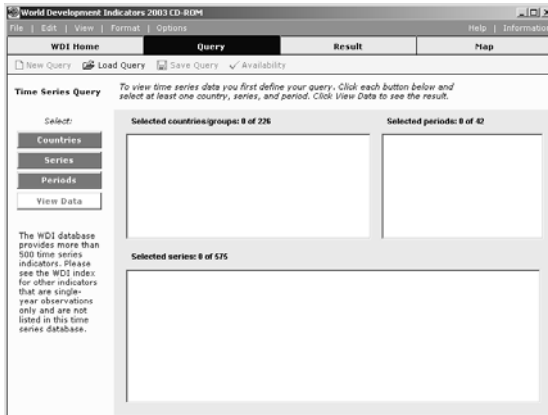 World Development Indicators 2003 CD-ROM
File | Edit | View | Format | Options Help | Information
WDI Home Query Result Map
New Query Load Query Save Query Availability
Time Series Query
To view time series data you first define your query. Click each button below and
select at least one country, series, and period. Click View Data to see the result.
Select:
Countries
Series
Periods
View Data
Selected countries/groups: 0 of 226
Selected periods: 0 of 42
The WDI database
provides more than
500 time series
indicators. Please
see the WDI index
for other indicators
that are single-
year observations
only and are not
listed in this time
series database.
Selected series: 0 of 575